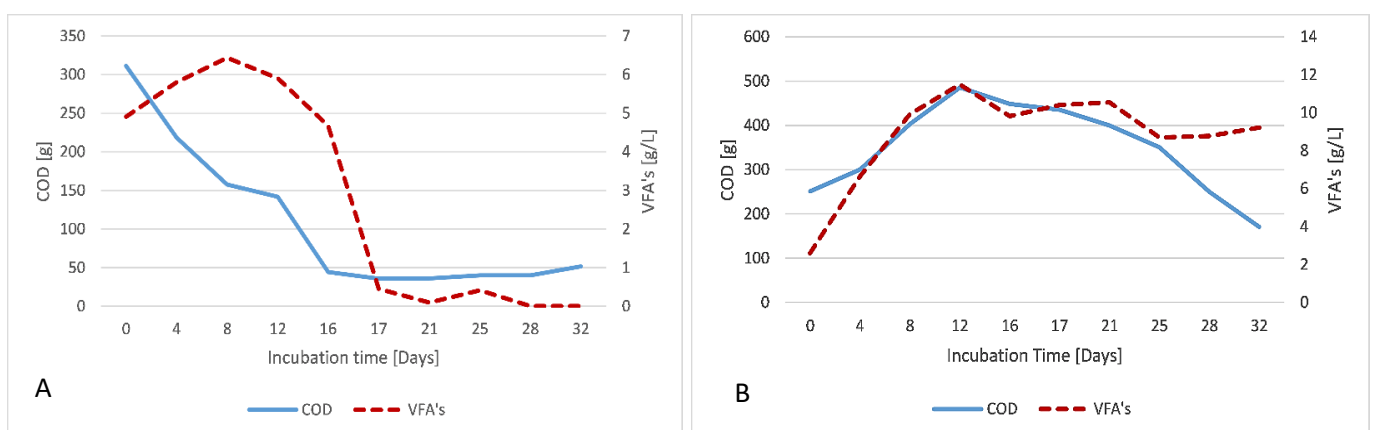 350
300
250
200
150
100
50
0
COD [g]
7
6
5
4
3
2
1
0
VFA's [g/L]
0 4 8 12 16 17 21 25 28 32
Incubation time [Days]
A
COD VFA's
600
500
400
300
200
100
0
COD [g]
14
12
10
8
6
4
2
0
VFA's [g/L]
0 4 8 12 16 17 21 25 28 32
Incubation Time [Days]
B
COD VFA's